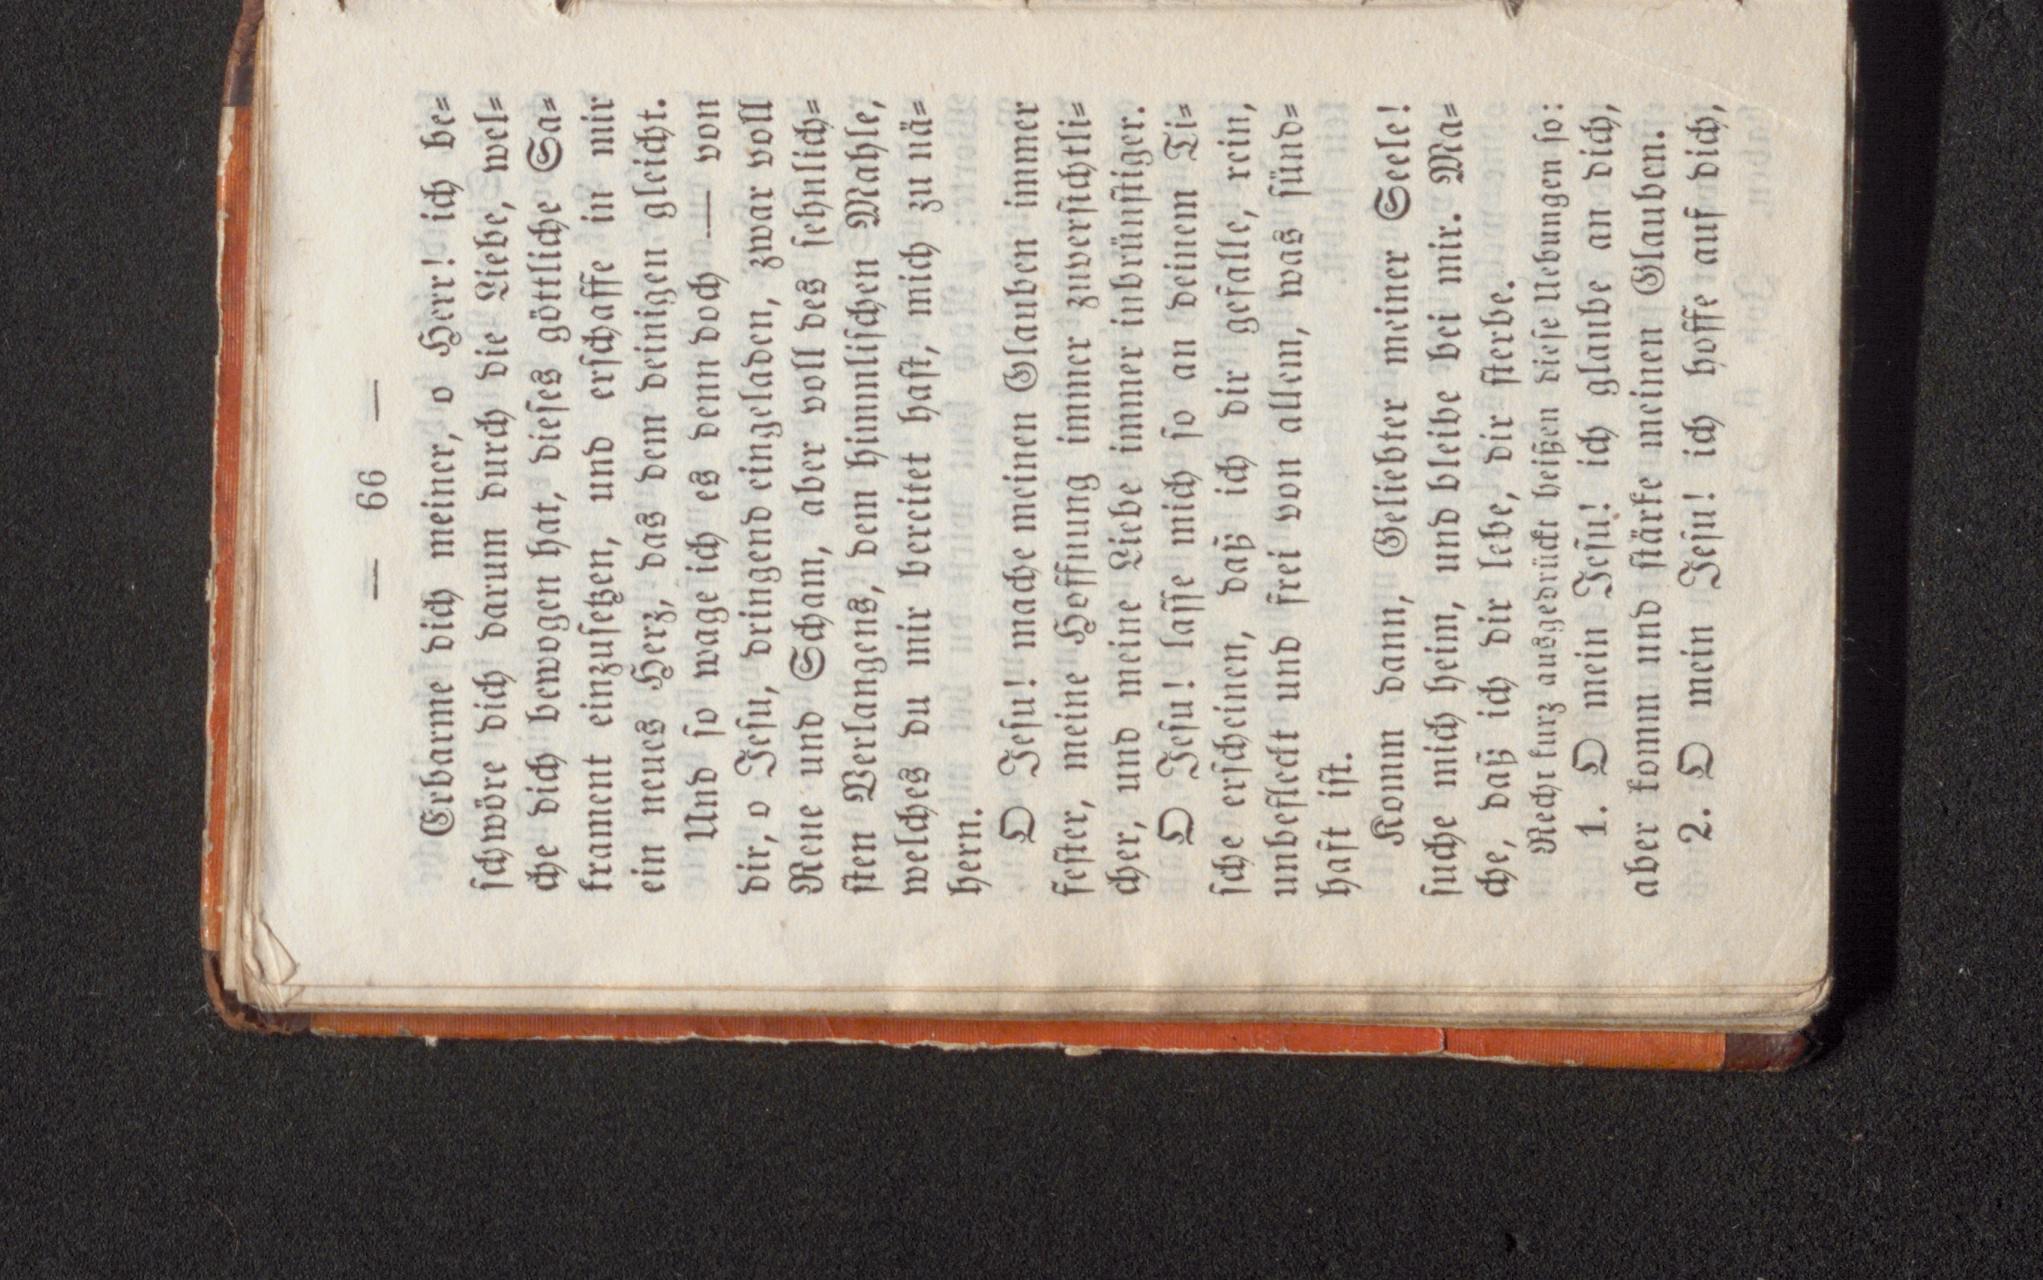 — 66 —
Erbarme dich meiner, o Herr! ich be=
schwöre dich darum durch die Liebe, wel=
che dich bewogen hat, dieses göttliche Sa=
krament einzusetzen, und erschaffe in mir
ein neues Herz, das dem deinigen gleicht.
Und so wage ich es denn doch — von
dir, o Jesu, dringend eingeladen, zwar voll
Reue und Scham, aber voll des sehnlich=
sten Verlangens, dem himmlischen Mahle,
welches du mir bereitet hast, mich zu nä=
hern.
O Jesu! mache meinen Glauben immer
fester, meine Hoffnung immer zuversichtli=
cher, und meine Liebe immer inbrünstiger.
O Jesu! lasse mich so an deinem Ti=
sche erscheinen, daß ich dir gefalle, rein,
unbefleckt und frei von allem, was sünd=
haft ist.
Komm dann, Geliebter meiner Seele!
suche mich heim, und bleibe bei mir. Ma=
che, daß ich dir lebe, dir sterbe.
Recht kurz ausgedrückt heißen diese Uebungen so:
1. O mein Jesu! ich glaube an dich,
aber komm und stärke meinen Glauben.
2. O mein Jesu! ich hoffe auf dich,